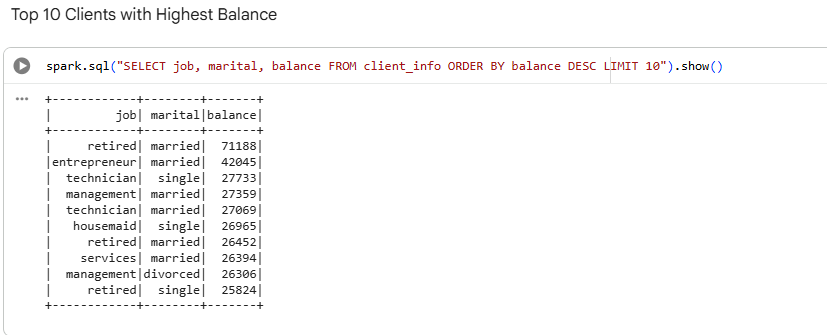 Top 10 Clients with Highest Balance
spark.sql("SELECT job, marital, balance FROM client_info ORDER BY balance DESC LIMIT 10").show()
+------------+--------+-------+
|         job| marital|balance|
+------------+--------+-------+
|     retired| married|  71188|
|entrepreneur| married|  42045|
|  technician|  single|  27733|
|  management| married|  27359|
|  technician| married|  27069|
|   housemaid|  single|  26965|
|     retired| married|  26452|
|    services| married|  26394|
|  management|divorced|  26306|
|     retired|  single|  25824|
+------------+--------+-------+